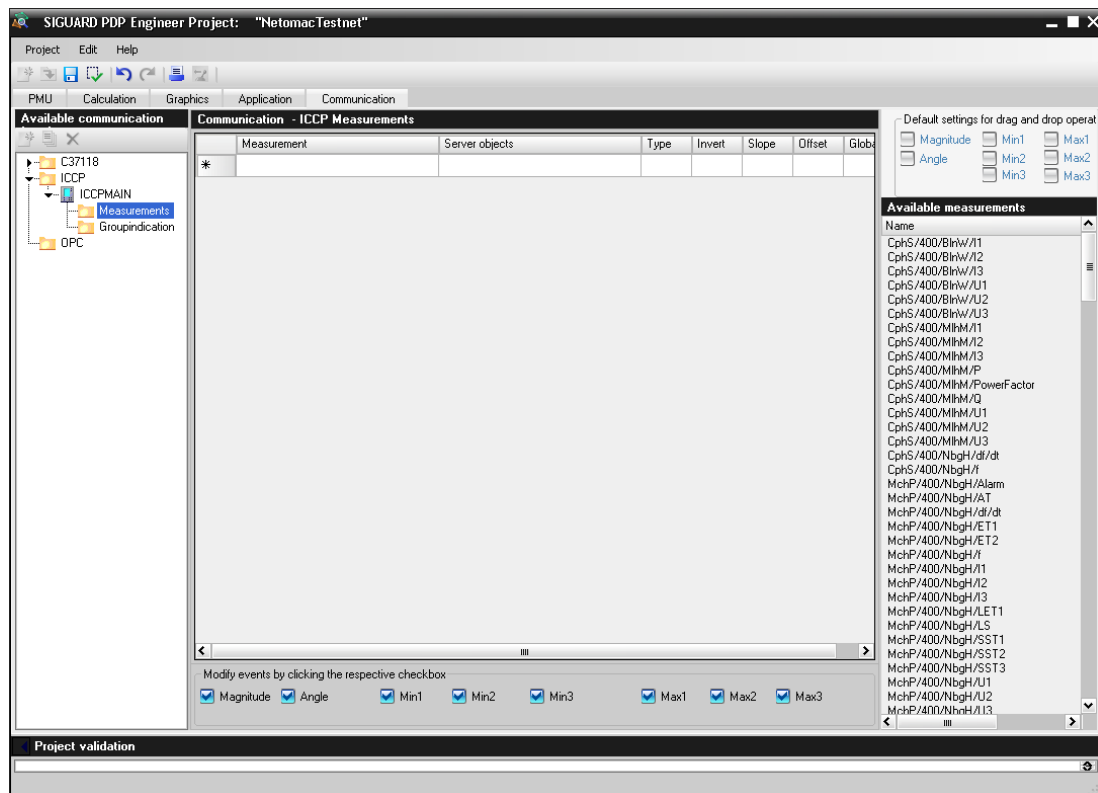 SIGUARD PDP Engineer Project: "NetomacTestnet"
Project Edit Help
PMU Calculation Graphics Application Communication
Available communication
C37118
ICCP
ICCPMAIN
Measurements
Groupindication
OPC
Communication - ICCP Measurements
Measurement Server objects Type Invert Slope Offset Globa
Modify events by clicking the respective checkbox
Magnitude Angle Min1 Min2 Min3 Max1 Max2 Max3
Default settings for drag and drop operat
Magnitude Min1 Max1
Angle Min2 Max2
Min3 Max3
Available measurements
Name
CphS/400/BlnW/I1
CphS/400/BlnW/I2
CphS/400/BlnW/I3
CphS/400/BlnW/U1
CphS/400/BlnW/U2
CphS/400/BlnW/U3
CphS/400/MlhM/I1
CphS/400/MlhM/I2
CphS/400/MlhM/I3
CphS/400/MlhM/P
CphS/400/MlhM/PowerFactor
CphS/400/MlhM/Q
CphS/400/MlhM/U1
CphS/400/MlhM/U2
CphS/400/MlhM/U3
CphS/400/NbgH/df/dt
CphS/400/NbgH/f
MchP/400/NbgH/Alarm
MchP/400/NbgH/AT
MchP/400/NbgH/df/dt
MchP/400/NbgH/ET1
MchP/400/NbgH/ET2
MchP/400/NbgH/f
MchP/400/NbgH/I1
MchP/400/NbgH/I2
MchP/400/NbgH/I3
MchP/400/NbgH/LET1
MchP/400/NbgH/LS
MchP/400/NbgH/SST1
MchP/400/NbgH/SST2
MchP/400/NbgH/SST3
MchP/400/NbgH/U1
MchP/400/NbgH/U2
MchP/400/NbgH/U3
Project validation